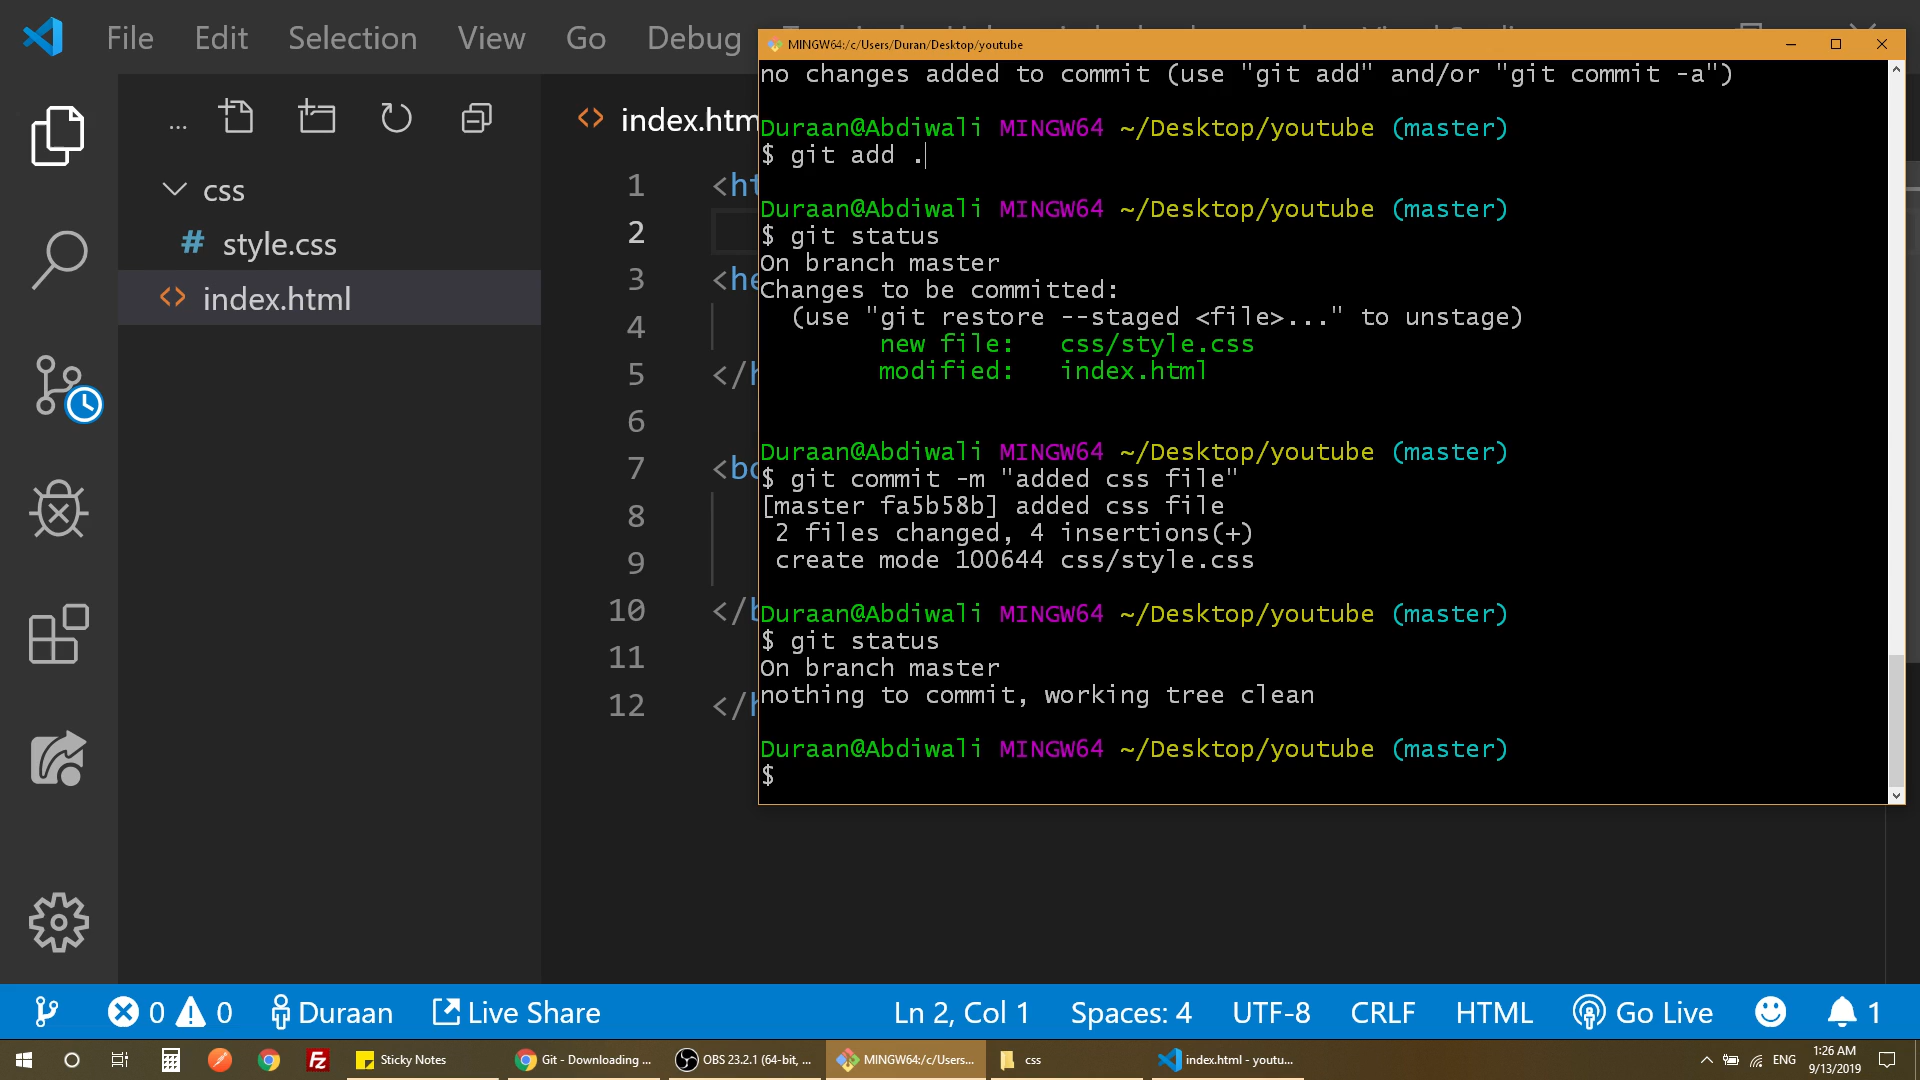 File Edit Selection View Go Debug
MINGW64:/c/Users/Duran/Desktop/youtube
...
css
# style.css
<> index.html
<> index.htm
1 <ht
2
3 <he
4
5 </h
6
7 <bo
8
9
10 </b
11
12 </h
no changes added to commit (use "git add" and/or "git commit -a")
Duraan@Abdiwali MINGW64 ~/Desktop/youtube (master)
$ git add .
Duraan@Abdiwali MINGW64 ~/Desktop/youtube (master)
$ git status
On branch master
Changes to be committed:
(use "git restore --staged <file>..." to unstage)
new file: css/style.css
modified: index.html
Duraan@Abdiwali MINGW64 ~/Desktop/youtube (master)
$ git commit -m "added css file"
[master fa5b58b] added css file
2 files changed, 4 insertions(+)
create mode 100644 css/style.css
Duraan@Abdiwali MINGW64 ~/Desktop/youtube (master)
$ git status
On branch master
nothing to commit, working tree clean
Duraan@Abdiwali MINGW64 ~/Desktop/youtube (master)
$
0 0 Duraan Live Share Ln 2, Col 1 Spaces: 4 UTF-8 CRLF HTML Go Live 1
Fz Sticky Notes Git - Downloading ... OBS 23.2.1 (64-bit, ... MINGW64:/c/Users... css index.html - youtu... ENG 1:26 AM
9/13/2019